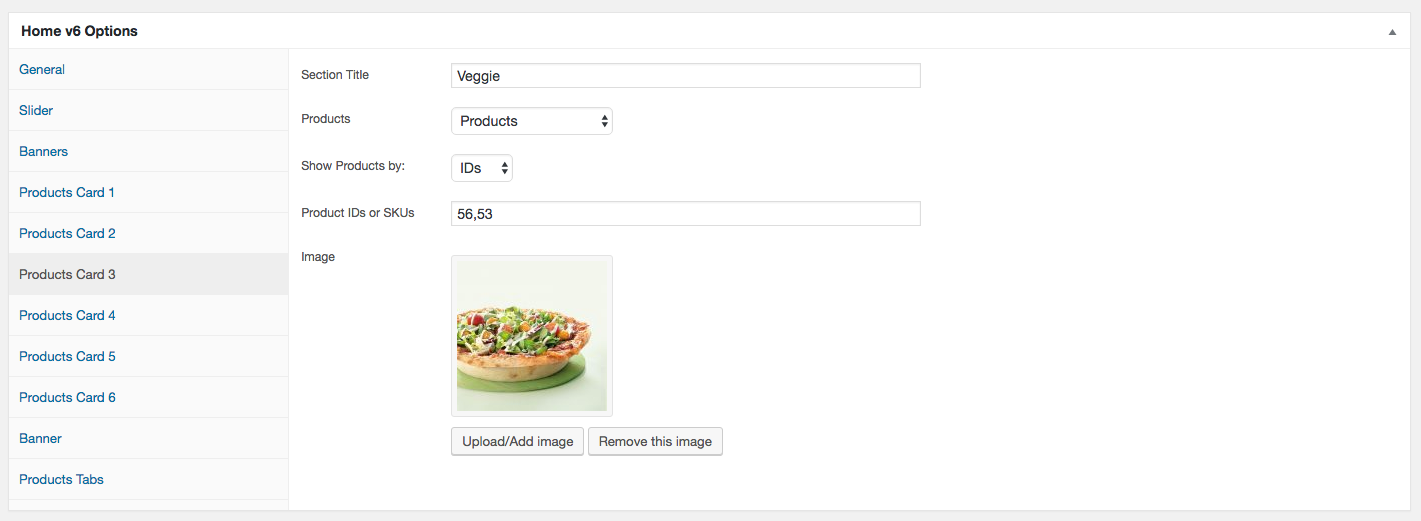 Home v6 Options
General
Slider
Banners
Products Card 1
Products Card 2
Products Card 3
Products Card 4
Products Card 5
Products Card 6
Banner
Products Tabs
Section Title
Veggie
Products
Products
Show Products by:
IDs
Product IDs or SKUs
56,53
Image
Upload/Add image
Remove this image